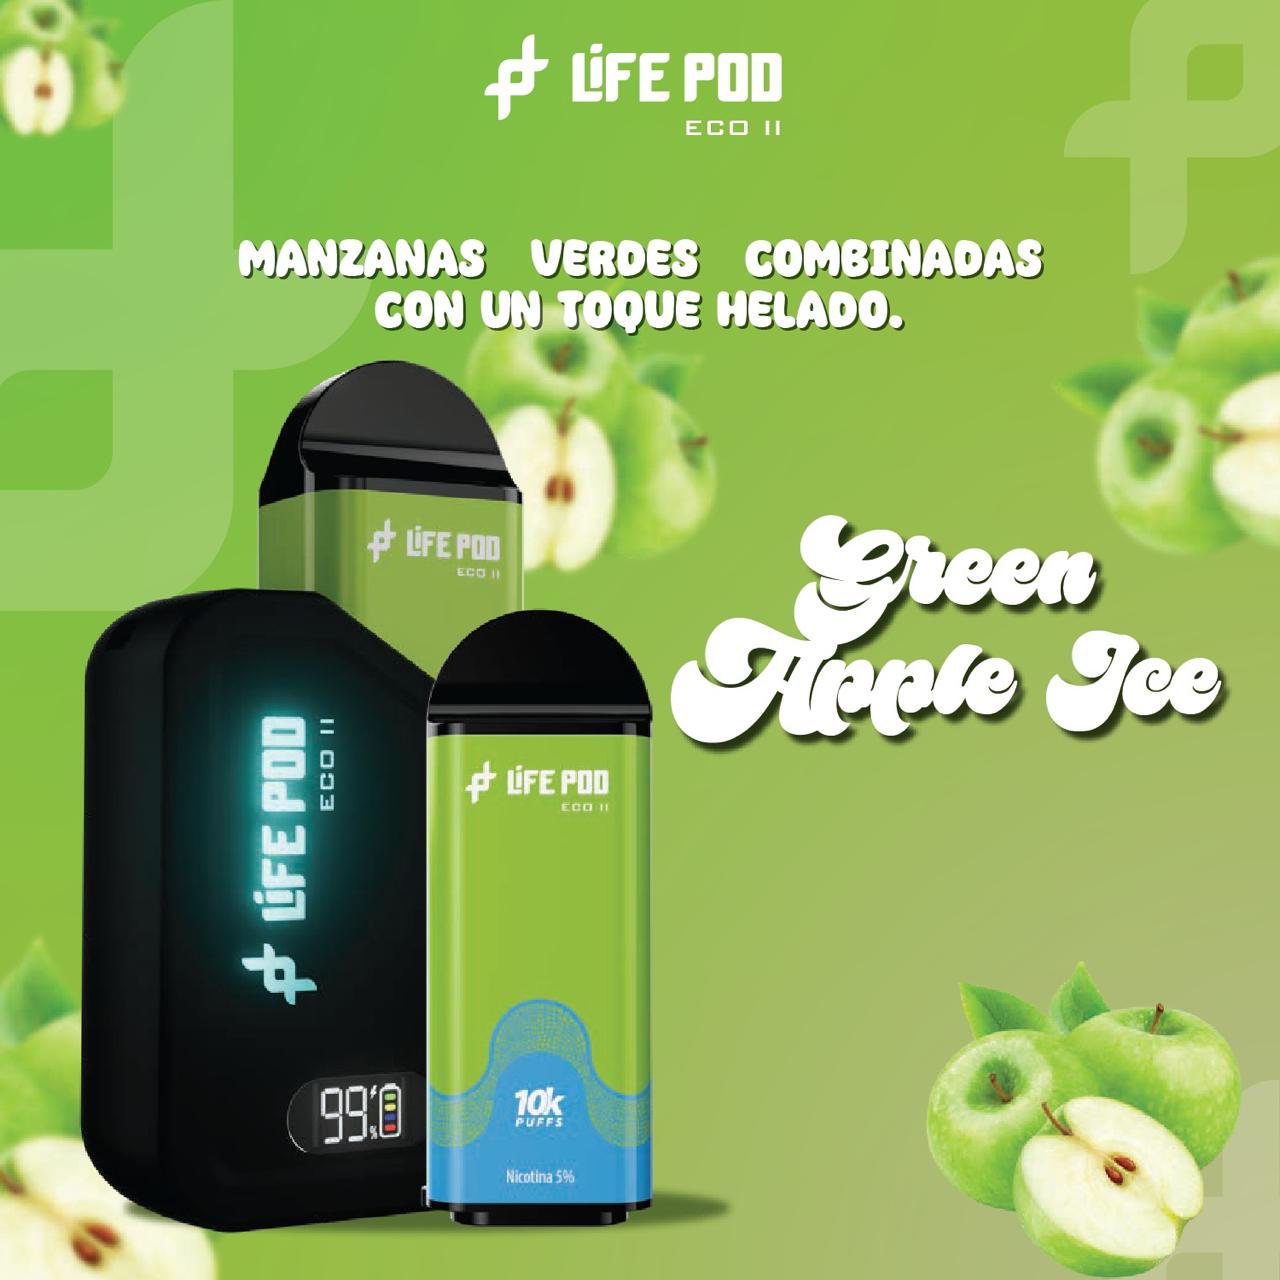 LiFE POD
ECO II
MANZANAS VERDES COMBINADAS
CON UN TOQUE HELADO.
LiFE POD
ECO II
Green
Apple Ice
LiFE POD
ECO II
LiFE POD
ECO II
99%
10k
PUFFS
Nicotina 5%